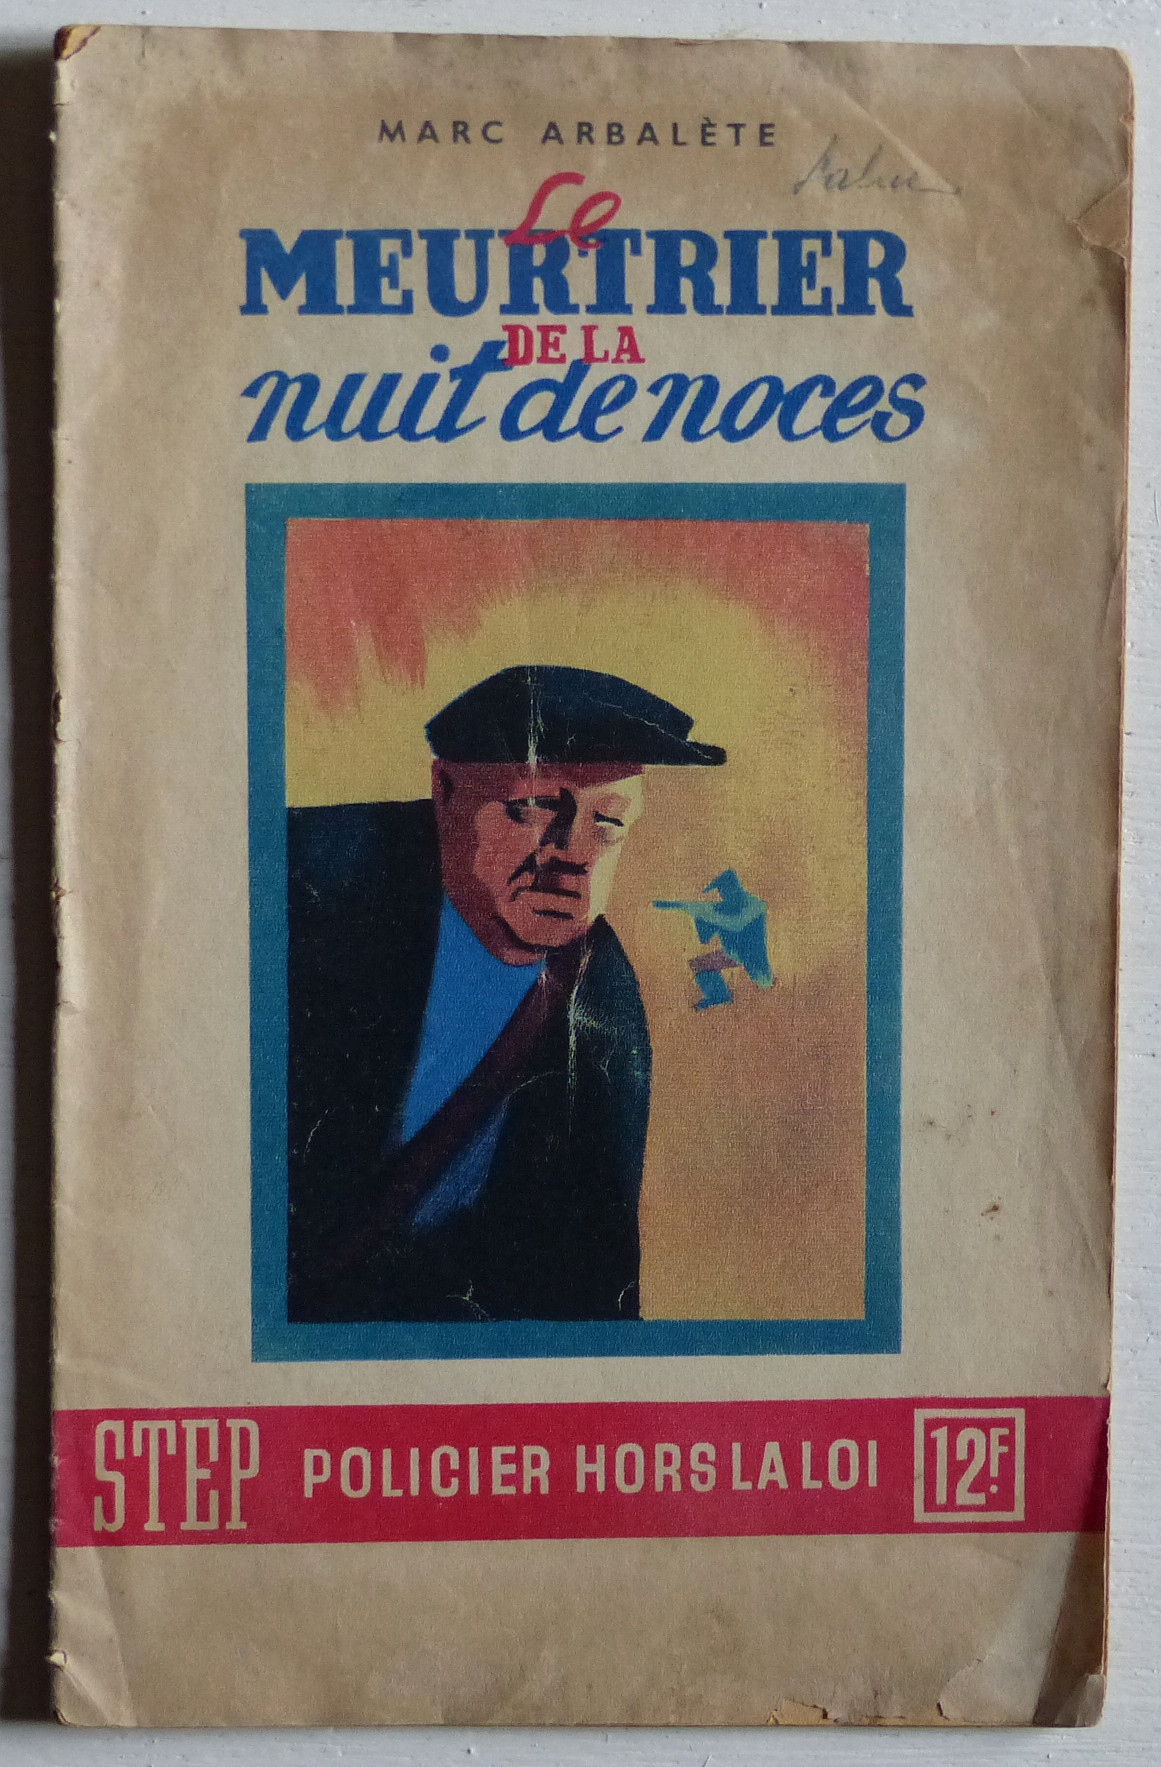 MARC ARBALÈTE
Le
MEURTRIER
DE LA
nuit de noces
STEP POLICIER HORS LA LOI 12F.